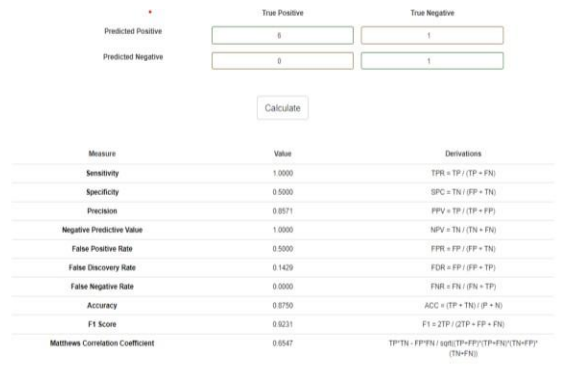 True Positive True Negative
Predicted Positive 6 1
Predicted Negative 0 1
Calculate
Measure Value Derivations
Sensitivity 1.0000 TPR = TP / (TP + FN)
Specificity 0.5000 SPC = TN / (FP + TN)
Precision 0.8571 PPV = TP / (TP + FP)
Negative Predictive Value 1.0000 NPV = TN / (TN + FN)
False Positive Rate 0.5000 FPR = FP / (FP + TN)
False Discovery Rate 0.1429 FDR = FP / (FP + TP)
False Negative Rate 0.0000 FNR = FN / (FN + TP)
Accuracy 0.8750 ACC = (TP + TN) / (P + N)
F1 Score 0.9231 F1 = 2TP / (2TP + FP + FN)
Matthews Correlation Coefficient 0.6547 TP*TN - FP*FN / sqrt((TP+FP)*(TP+FN)*(TN+FP)*
(TN+FN))